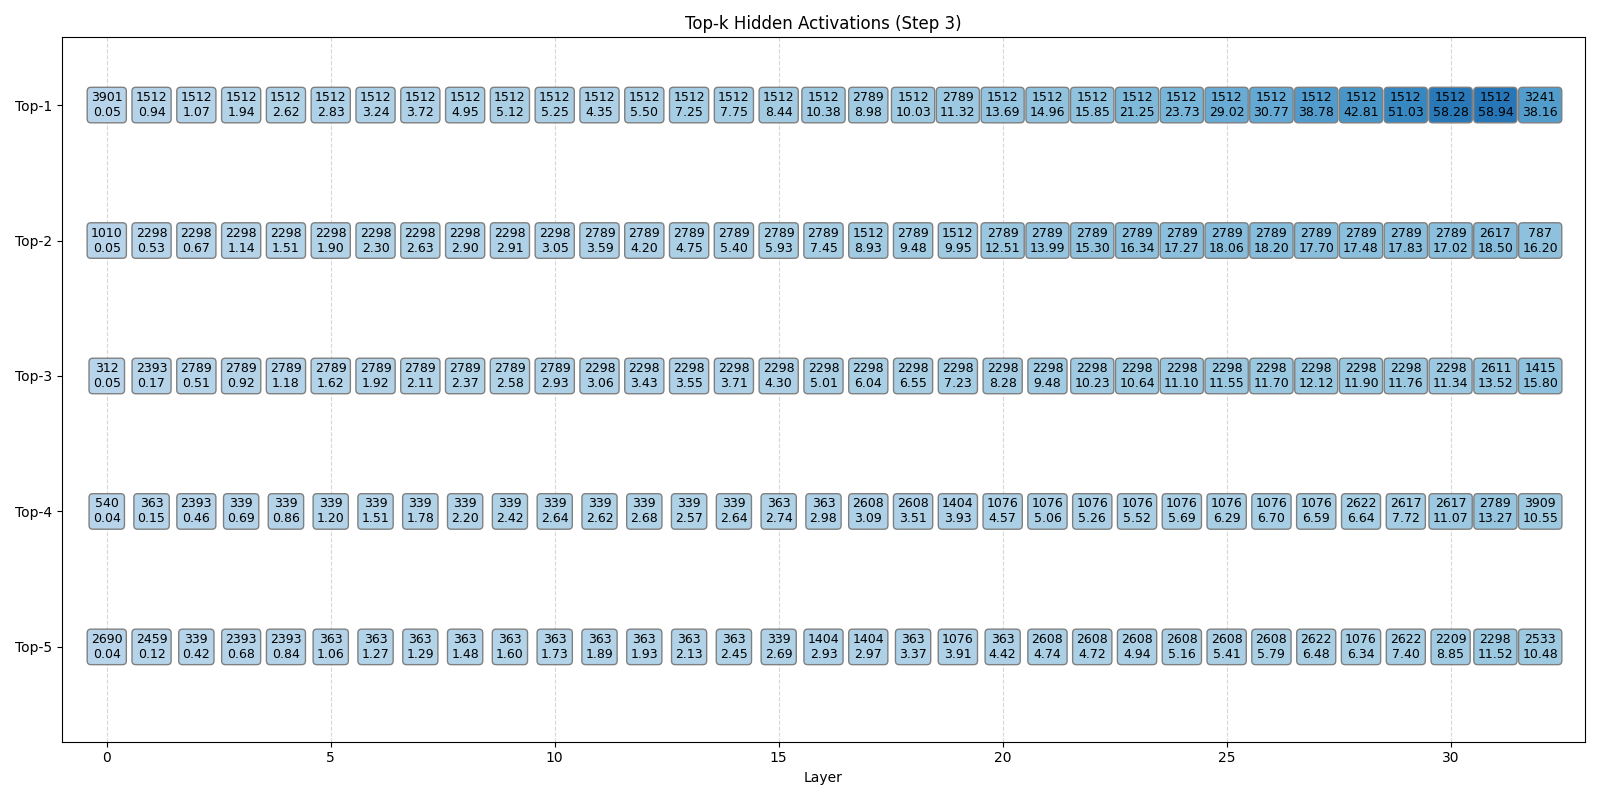 Top-k Hidden Activations (Step 3)
Top-1
3901 1512 1512 1512 1512 1512 1512 1512 1512 1512 1512 1512 1512 1512 1512 1512 1512 2789 1512 2789 1512 1512 1512 1512 1512 1512 1512 1512 1512 1512 1512 1512 3241
0.05 0.94 1.07 1.94 2.62 2.83 3.24 3.72 4.95 5.12 5.25 4.35 5.50 7.25 7.75 8.44 10.38 8.98 10.03 11.32 13.69 14.96 15.85 21.25 23.73 29.02 30.77 38.78 42.81 51.03 58.28 58.94 38.16
Top-2
1010 2298 2298 2298 2298 2298 2298 2298 2298 2298 2298 2789 2789 2789 2789 2789 2789 1512 2789 1512 2789 2789 2789 2789 2789 2789 2789 2789 2789 2789 2789 2617 787
0.05 0.53 0.67 1.14 1.51 1.90 2.30 2.63 2.90 2.91 3.05 3.59 4.20 4.75 5.40 5.93 7.45 8.93 9.48 9.95 12.51 13.99 15.30 16.34 17.27 18.06 18.20 17.70 17.48 17.83 17.02 18.50 16.20
Top-3
312 2393 2789 2789 2789 2789 2789 2789 2789 2789 2789 2298 2298 2298 2298 2298 2298 2298 2298 2298 2298 2298 2298 2298 2298 2298 2298 2298 2298 2298 2298 2611 1415
0.05 0.17 0.51 0.92 1.18 1.62 1.92 2.11 2.37 2.58 2.93 3.06 3.43 3.55 3.71 4.30 5.01 6.04 6.55 7.23 8.28 9.48 10.23 10.64 11.10 11.55 11.70 12.12 11.90 11.76 11.34 13.52 15.80
Top-4
540 363 2393 339 339 339 339 339 339 339 339 339 339 339 339 363 363 2608 2608 1404 1076 1076 1076 1076 1076 1076 1076 1076 2622 2617 2617 2789 3909
0.04 0.15 0.46 0.69 0.86 1.20 1.51 1.78 2.20 2.42 2.64 2.62 2.68 2.57 2.64 2.74 2.98 3.09 3.51 3.93 4.57 5.06 5.26 5.52 5.69 6.29 6.70 6.59 6.64 7.72 11.07 13.27 10.55
Top-5
2690 2459 339 2393 2393 363 363 363 363 363 363 363 363 363 363 339 1404 1404 363 1076 363 2608 2608 2608 2608 2608 2608 2622 1076 2622 2209 2298 2533
0.04 0.12 0.42 0.68 0.84 1.06 1.27 1.29 1.48 1.60 1.73 1.89 1.93 2.13 2.45 2.69 2.93 2.97 3.37 3.91 4.42 4.74 4.72 4.94 5.16 5.41 5.79 6.48 6.34 7.40 8.85 11.52 10.48
0 5 10 15 20 25 30
Layer